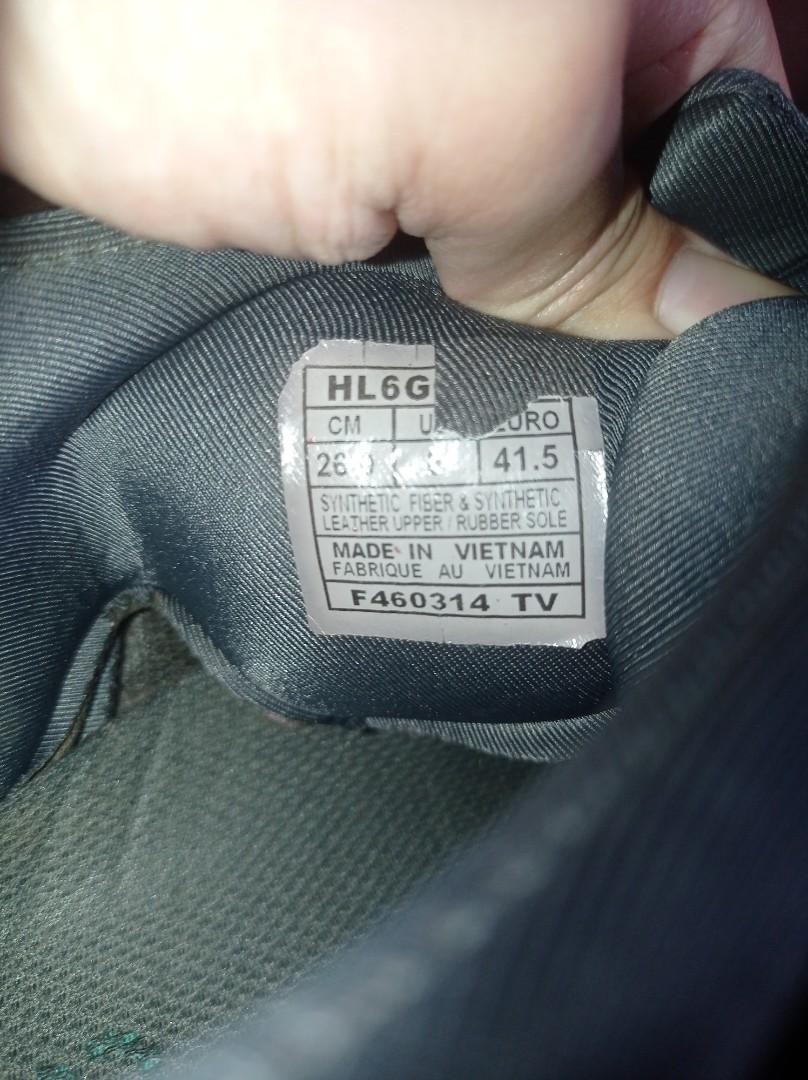 HL6G
CM EURO
41.5
SYNTHETIC FIBER & SYNTHETIC
LEATHER UPPER / RUBBER SOLE
MADE IN VIETNAM
FABRIQUE AU VIETNAM
F460314 TV